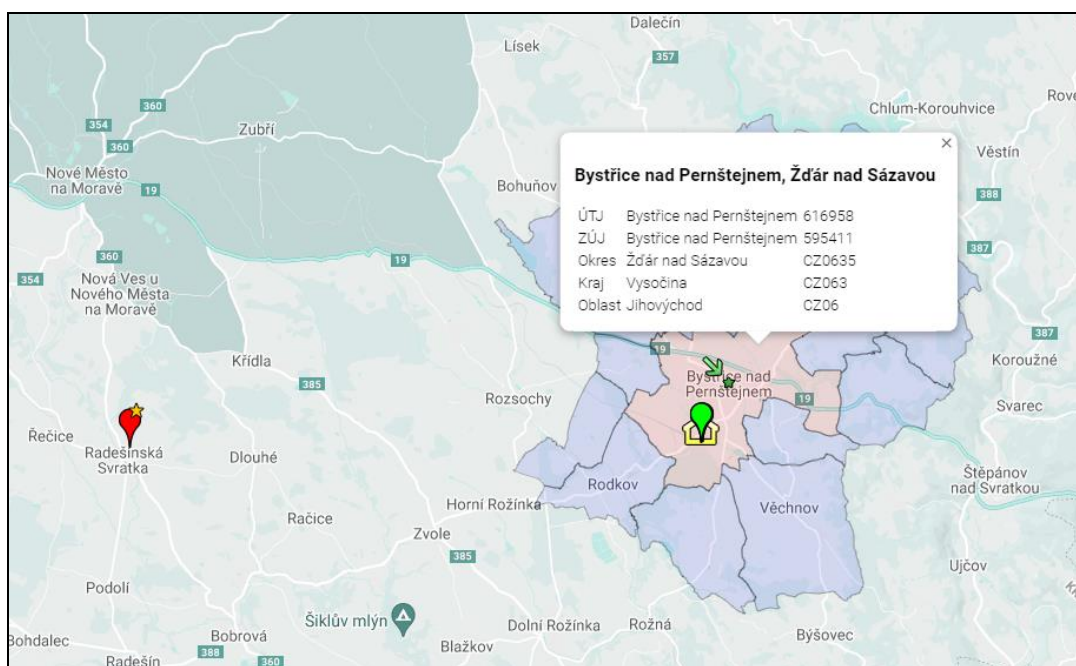 Dalečín
Lísek
357
360
Chlum-Korouhvice
Rove
354
Zubří
360
Věstín
Nové Město
na Moravě
19
Bohuňov
388
Bystřice nad Pernštejnem, Žďár nad Sázavou
ÚTJ Bystřice nad Pernštejnem 616958
ZÚJ Bystřice nad Pernštejnem 595411
Okres Žďár nad Sázavou CZ0635
Kraj Vysočina CZ063
Oblast Jihovýchod CZ06
387
360
19
354
Nová Ves u
Nového Města
na Moravě
387
19
Křídla
Koroužné
385
Bystřice nad
Pernštejnem
Rozsochy
19
Svarec
Řečice
Radešínská
Svratka
Dlouhé
Štěpánov
nad Svratkou
Rodkov
Horní Rožínka
Věchnov
Račice
Zvole
385
Ujčov
Podolí
Šiklův mlýn
Dolní Rožínka
Rožná
Bohdalec
Bobrová
Býšovec
388
Blažkov
Radešín
360